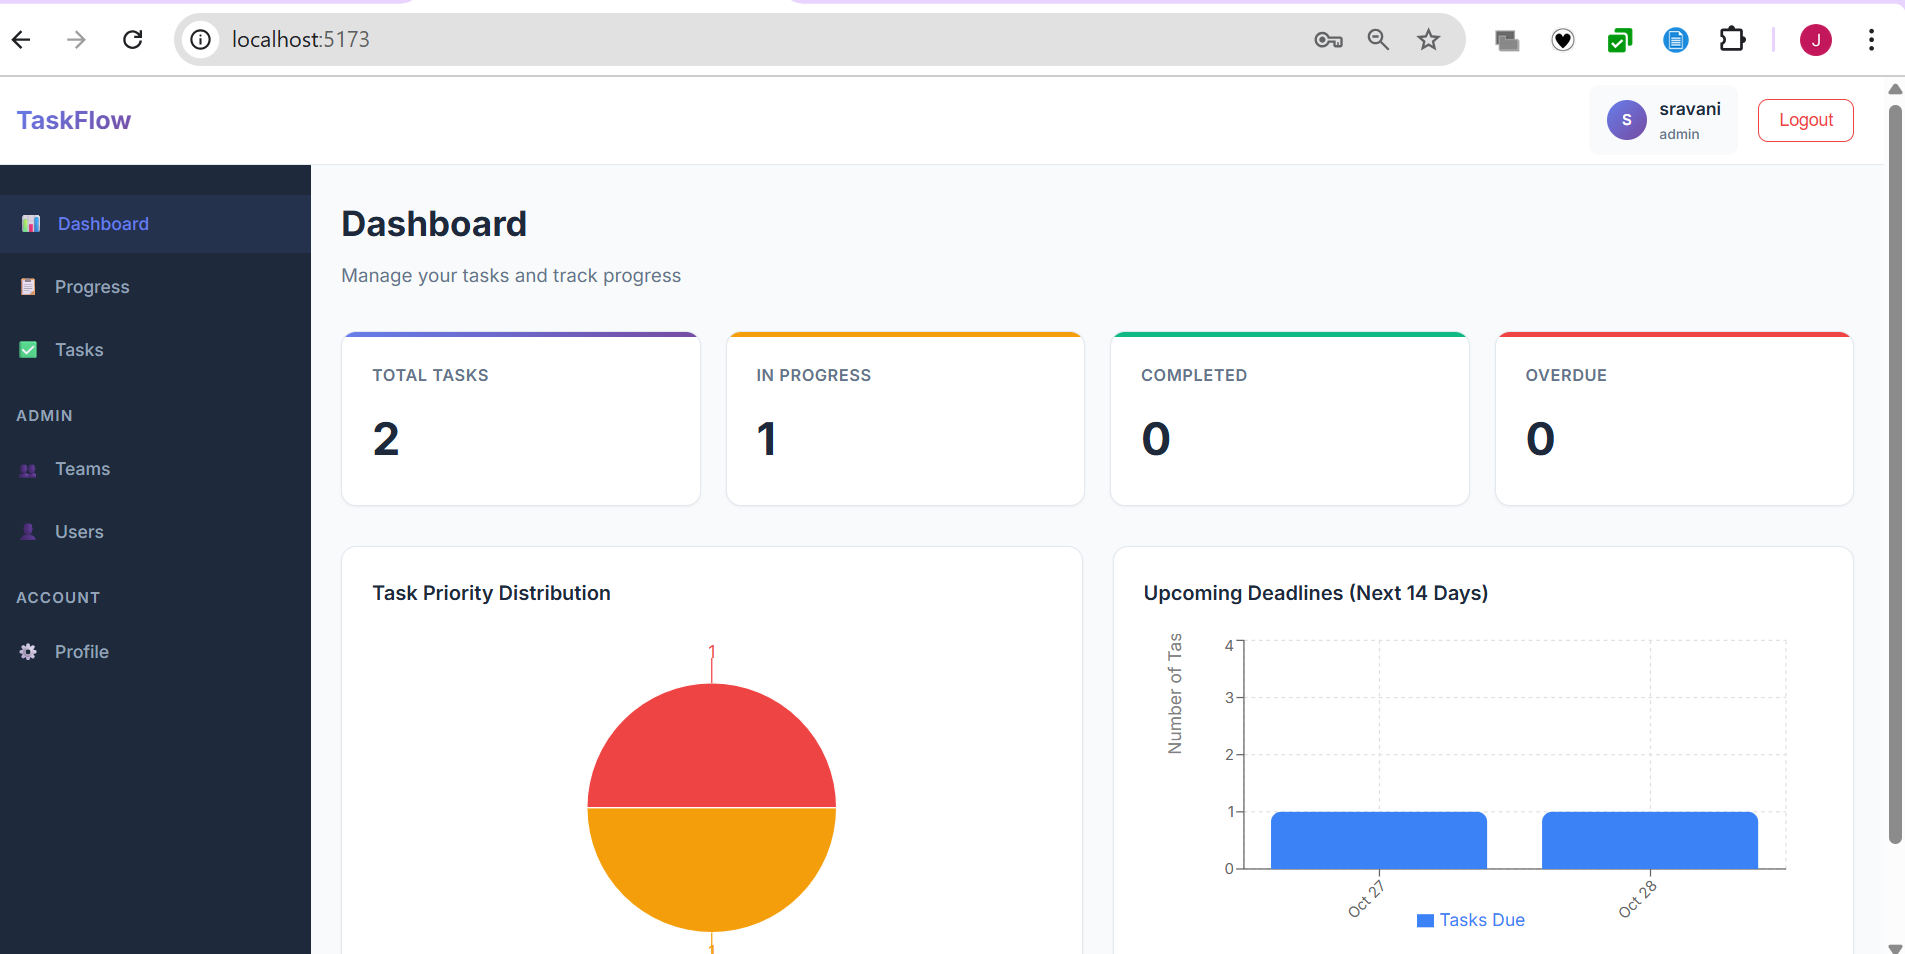 localhost:5173
J
TaskFlow
S
sravani
admin
Logout
Dashboard
Progress
Tasks
ADMIN
Teams
Users
ACCOUNT
Profile
Dashboard
Manage your tasks and track progress
TOTAL TASKS
2
IN PROGRESS
1
COMPLETED
0
OVERDUE
0
Task Priority Distribution
1
1
Upcoming Deadlines (Next 14 Days)
Number of Tas
4
3
2
1
0
Oct 27
Oct 28
Tasks Due